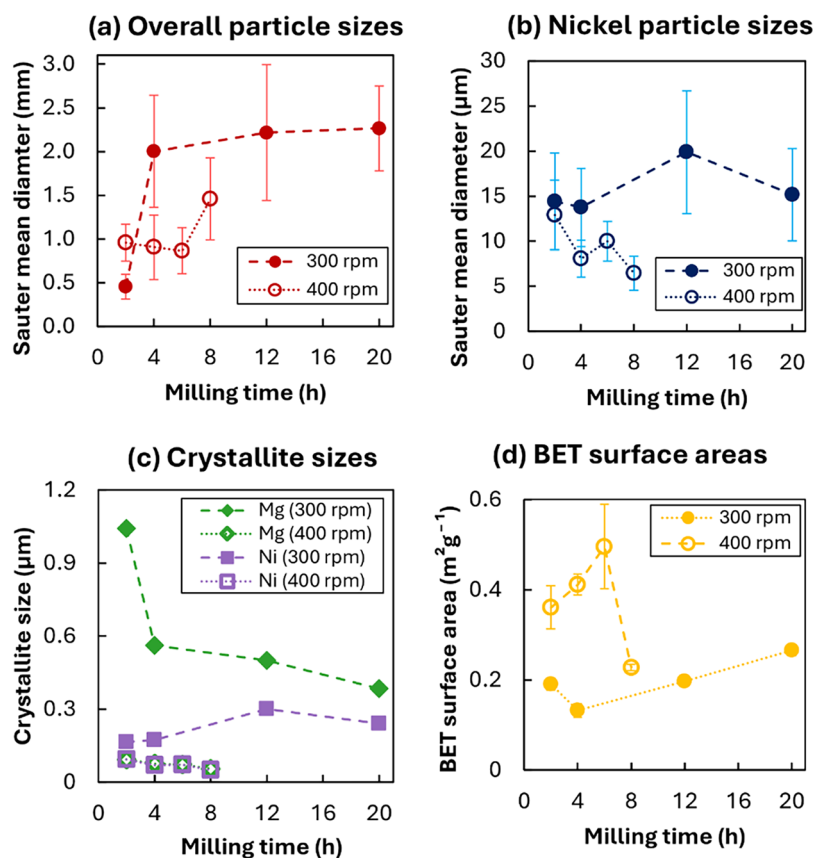 (a) Overall particle sizes
Sauter mean diamter (mm)
3.0
2.5
2.0
1.5
1.0
0.5
0.0
300 rpm
400 rpm
0 4 8 12 16 20
Milling time (h)
(b) Nickel particle sizes
Sauter mean diameter (µm)
30
25
20
15
10
5
0
300 rpm
400 rpm
0 4 8 12 16 20
Milling time (h)
(c) Crystallite sizes
Crystallite size (µm)
1.2
0.9
0.6
0.3
0
Mg (300 rpm)
Mg (400 rpm)
Ni (300 rpm)
Ni (400 rpm)
0 4 8 12 16 20
Milling time (h)
(d) BET surface areas
BET surface area (m²g⁻¹)
0.6
0.4
0.2
0
300 rpm
400 rpm
0 4 8 12 16 20
Milling time (h)